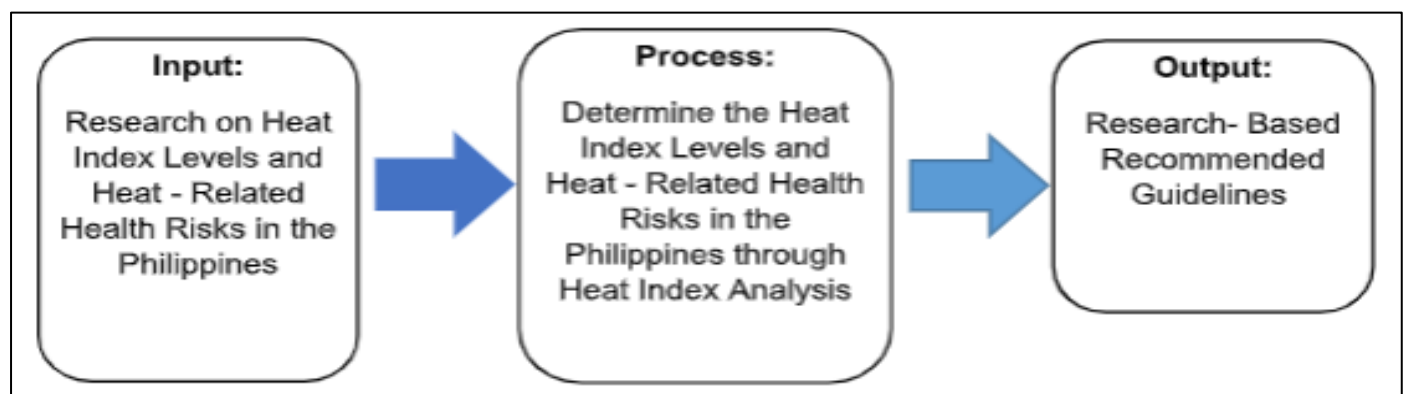 Input:
Research on Heat
Index Levels and
Heat - Related
Health Risks in the
Philippines
Process:
Determine the Heat
Index Levels and
Heat - Related Health
Risks in the
Philippines through
Heat Index Analysis
Output:
Research- Based
Recommended
Guidelines